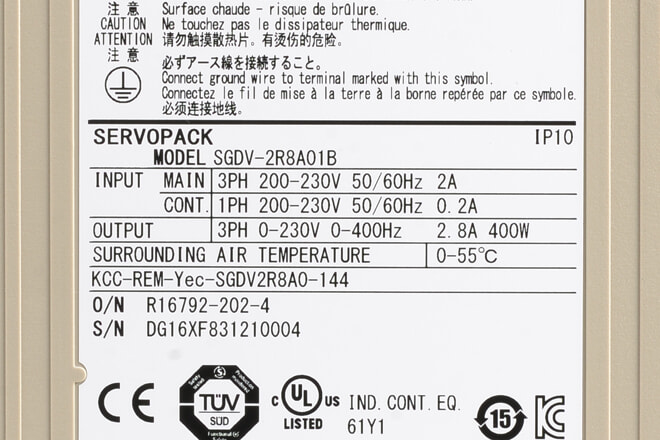 注意 Surface chaude - risque de brûlure.
CAUTION Ne touchez pas le dissipateur thermique.
ATTENTION 请勿触摸散热片。有烫伤的危险。
注意 必ずアース線を接続すること。
Connect ground wire to terminal marked with this symbol.
Connectez le fil de mise à la terre à la borne repérée par ce symbole.
必须连接地线。
SERVOPACK IP10
MODEL SGDV-2R8A01B
INPUT MAIN 3PH 200-230V 50/60Hz 2A
CONT. 1PH 200-230V 50/60Hz 0.2A
OUTPUT 3PH 0-230V 0-400Hz 2.8A 400W
SURROUNDING AIR TEMPERATURE 0-55℃
KCC-REM-Yec-SGDV2R8A0-144
O/N R16792-202-4
S/N DG16XF831210004
CE
TÜV
SÜD
Functional
c UL US
LISTED
IND. CONT. EQ.
61Y1
15